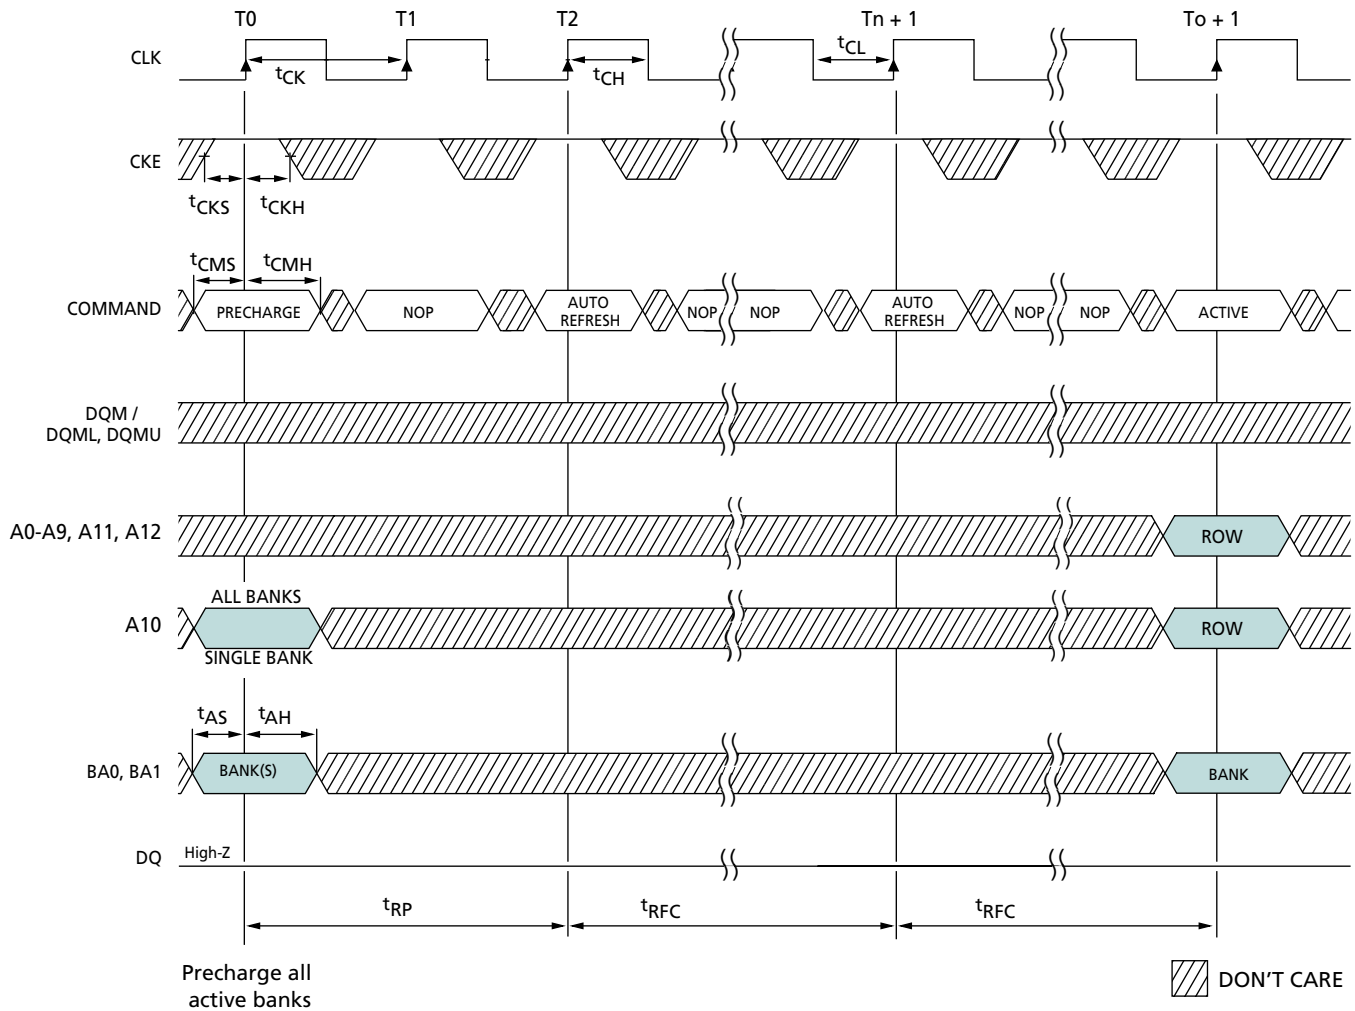 T0 T1 T2 Tn + 1 To + 1
CLK
tCK
tCH
tCL
CKE
tCKS
tCKH
tCMS
tCMH
COMMAND
PRECHARGE
NOP
AUTO
REFRESH
NOP
NOP
AUTO
REFRESH
NOP
NOP
ACTIVE
DQM /
DQML, DQMU
A0-A9, A11, A12
ROW
ALL BANKS
A10
ROW
SINGLE BANK
tAS
tAH
BA0, BA1
BANK(S)
BANK
DQ
High-Z
tRP
tRFC
tRFC
Precharge all
active banks
DON'T CARE